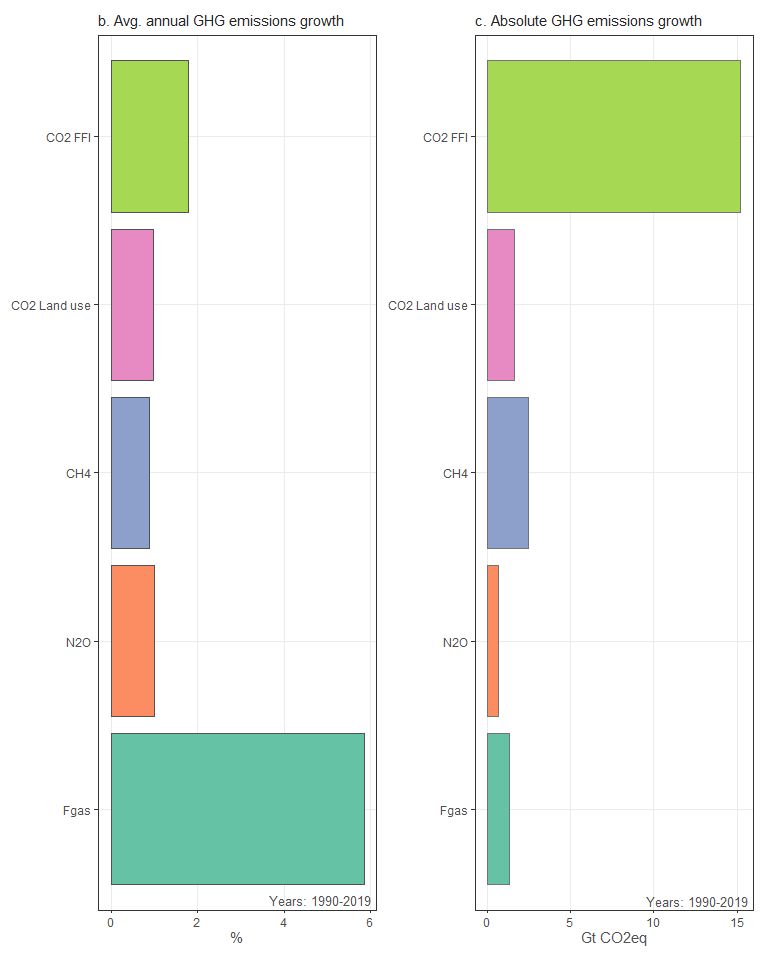 b. Avg. annual GHG emissions growth
CO2 FFI
CO2 Land use
CH4
N2O
Fgas
Years: 1990-2019
0 2 4 6
%
c. Absolute GHG emissions growth
CO2 FFI
CO2 Land use
CH4
N2O
Fgas
Years: 1990-2019
0 5 10 15
Gt CO2eq